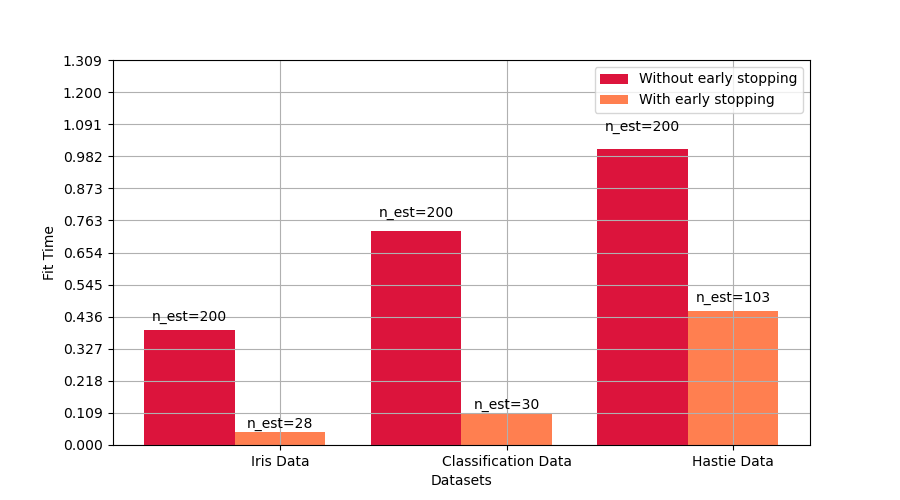 1.309
1.200
1.091
0.982
0.873
0.763
0.654
0.545
0.436
0.327
0.218
0.109
0.000
Fit Time
Without early stopping
With early stopping
n_est=200
n_est=28
n_est=200
n_est=30
n_est=200
n_est=103
Iris Data
Classification Data
Hastie Data
Datasets